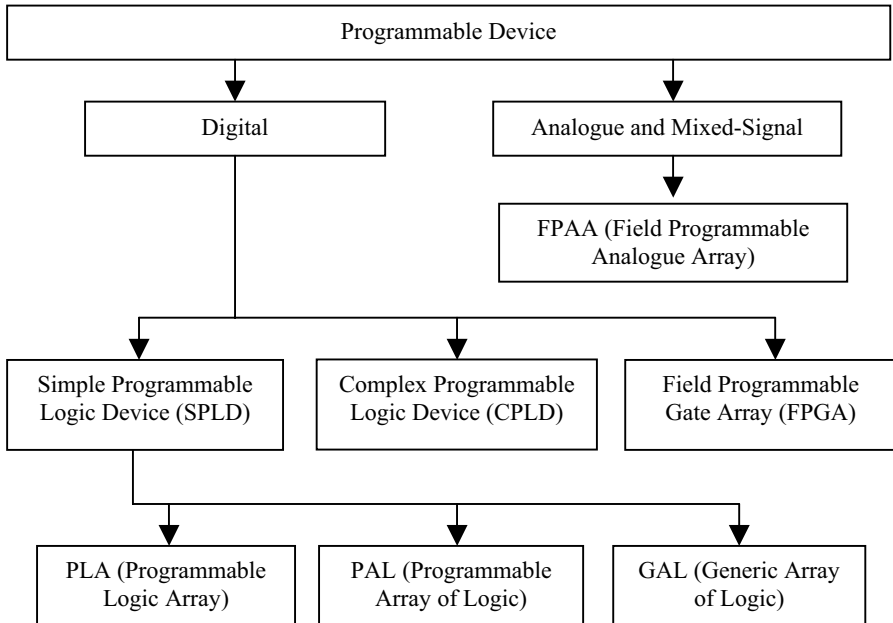 Programmable Device
Digital
Analogue and Mixed-Signal
FPAA (Field Programmable
Analogue Array)
Simple Programmable
Logic Device (SPLD)
Complex Programmable
Logic Device (CPLD)
Field Programmable
Gate Array (FPGA)
PLA (Programmable
Logic Array)
PAL (Programmable
Array of Logic)
GAL (Generic Array
of Logic)